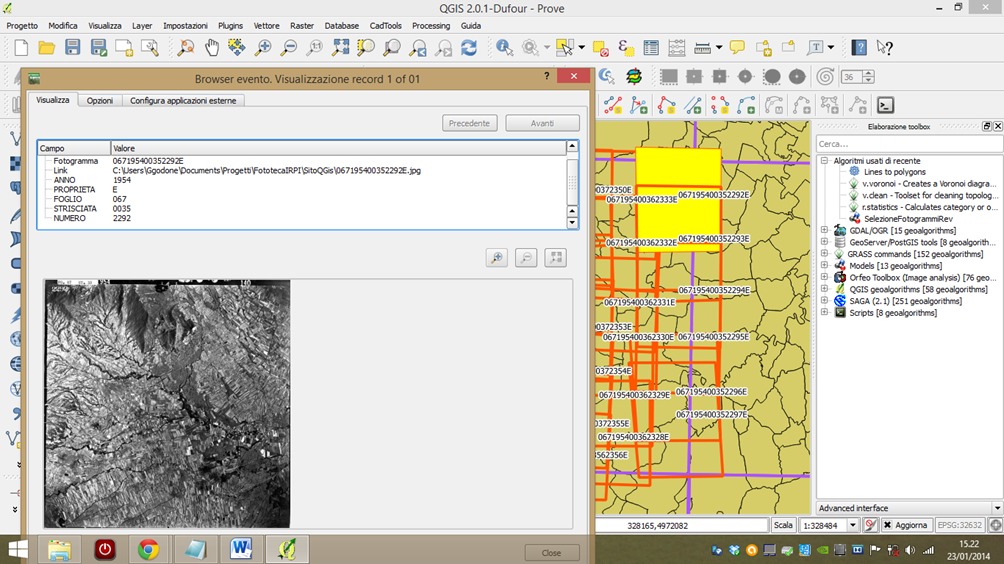 QGIS 2.0.1-Dufour - Prove
Progetto Modifica Visualizza Layer Impostazioni Plugins Vettore Raster Database CadTools Processing Guida
36
Browser evento. Visualizzazione record 1 of 01
Visualizza Opzioni Configura applicazioni esterne
Precedente Avanti
Campo Valore
Fotogramma 067195400352292E
Link C:\Users\Ggodone\Documents\Progetti\FototecaIRPI\SitoQGis\067195400352292E.jpg
ANNO 1954
PROPRIETA E
FOGLIO 067
STRISCIATA 0035
NUMERO 2292
Close
0372350E
067195400362333E
067195400352292E
067195400362332E
067195400352293E
067195400352294E
067195400362331E
0372353E
067195400362330E
067195400352295E
0372354E
067195400362329E
067195400352296E
067195400352297E
0372355E
067195400362328E
3562356E
Elaborazione toolbox
Cerca...
Algoritmi usati di recente
Lines to polygons
v.voronoi - Creates a Voronoi diagra...
v.clean - Toolset for cleaning topolog...
r.statistics - Calculates category or o...
SelezioneFotogrammiRev
GDAL/OGR [15 geoalgorithms]
GeoServer/PostGIS tools [8 geoalgorith...
GRASS commands [152 geoalgorithms]
Models [13 geoalgorithms]
Orfeo Toolbox (Image analysis) [76 geo...
QGIS geoalgorithms [58 geoalgorithms]
SAGA (2.1) [251 geoalgorithms]
Scripts [8 geoalgorithms]
Advanced interface
328165,4972082 Scala 1:328484 Aggiorna EPSG:32632
15.22
23/01/2014